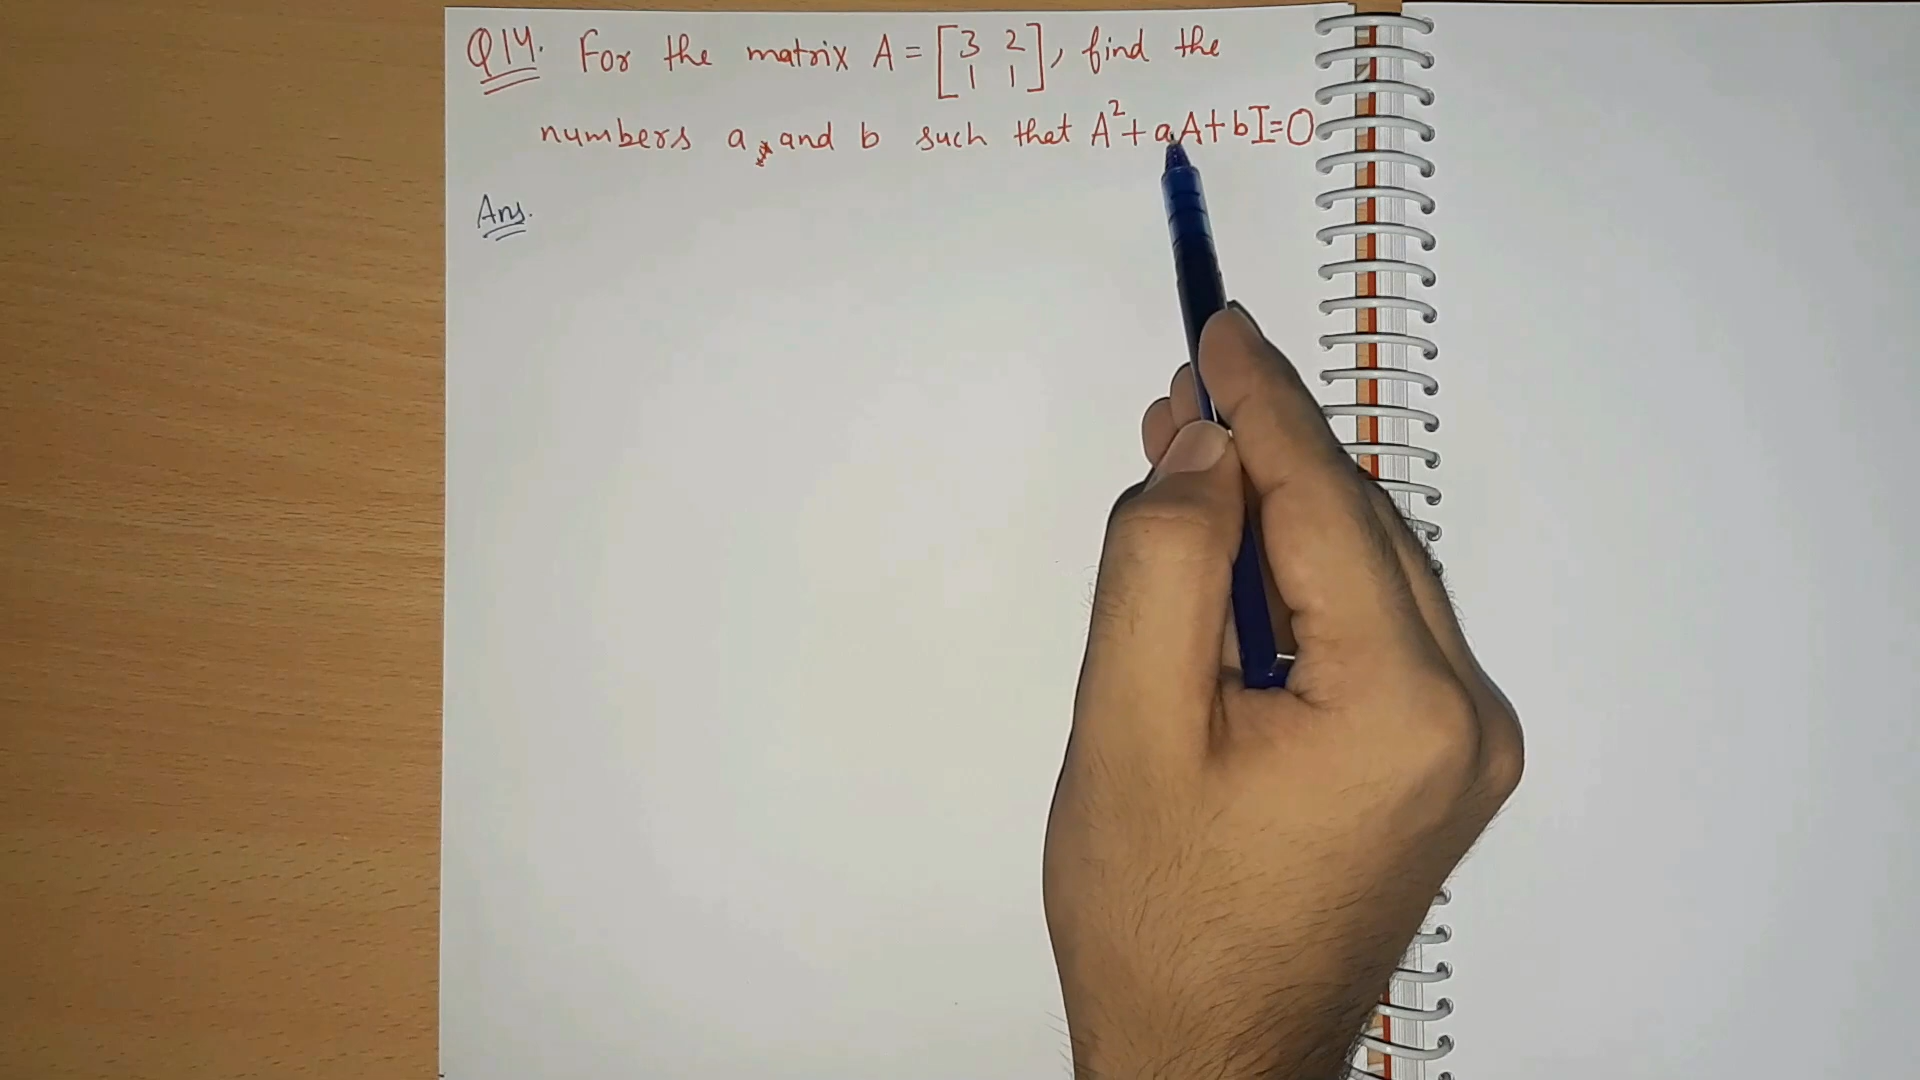 Q14. For the matrix A = [3 2 1 1], find the
numbers a, and b such that A²+aA+bI=O
Ans.